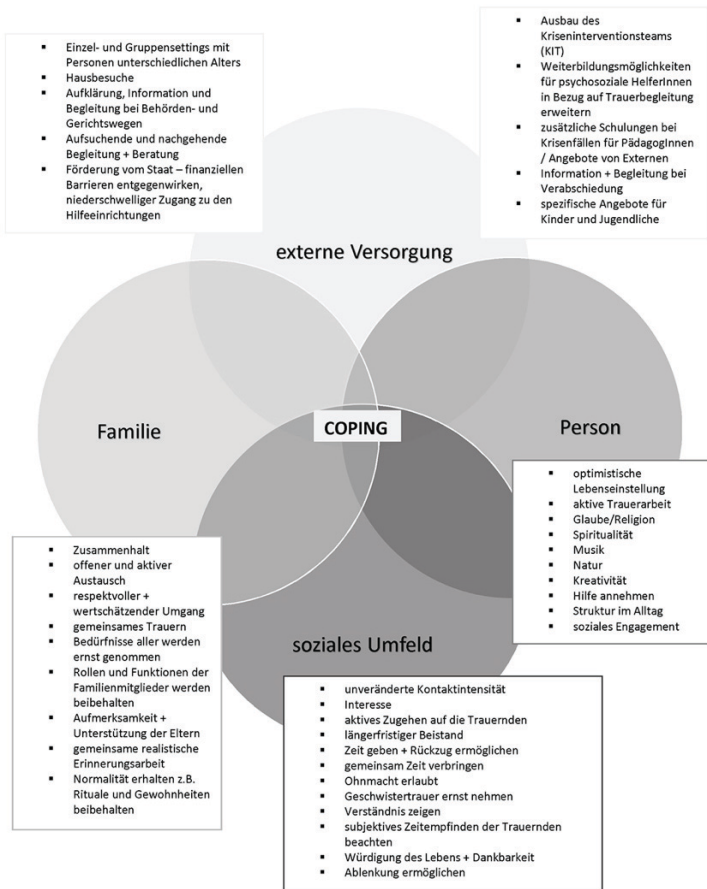 ▪ Einzel- und Gruppensettings mit
Personen unterschiedlichen Alters
▪ Hausbesuche
▪ Aufklärung, Information und
Begleitung bei Behörden- und
Gerichtswegen
▪ Aufsuchende und nachgehende
Begleitung + Beratung
▪ Förderung vom Staat – finanziellen
Barrieren entgegenwirken,
niederschwelliger Zugang zu den
Hilfeeinrichtungen
▪ Ausbau des
Kriseninterventionsteams
(KIT)
▪ Weiterbildungsmöglichkeiten
für psychosoziale HelferInnen
in Bezug auf Trauerbegleitung
erweitern
▪ zusätzliche Schulungen bei
Krisenfällen für PädagogInnen
/ Angebote von Externen
▪ Information + Begleitung bei
Verabschiedung
▪ spezifische Angebote für
Kinder und Jugendliche
externe Versorgung
Familie
COPING
Person
▪ optimistische
Lebenseinstellung
▪ aktive Trauerarbeit
▪ Glaube/Religion
▪ Spiritualität
▪ Musik
▪ Natur
▪ Kreativität
▪ Hilfe annehmen
▪ Struktur im Alltag
▪ soziales Engagement
▪ Zusammenhalt
▪ offener und aktiver
Austausch
▪ respektvoller +
wertschätzender Umgang
▪ gemeinsames Trauern
▪ Bedürfnisse aller werden
ernst genommen
▪ Rollen und Funktionen der
Familienmitglieder werden
beibehalten
▪ Aufmerksamkeit +
Unterstützung der Eltern
▪ gemeinsame realistische
Erinnerungsarbeit
▪ Normalität erhalten z.B.
Rituale und Gewohnheiten
beibehalten
soziales Umfeld
▪ unveränderte Kontaktintensität
▪ Interesse
▪ aktives Zugehen auf die Trauernden
▪ längerfristiger Beistand
▪ Zeit geben + Rückzug ermöglichen
▪ gemeinsam Zeit verbringen
▪ Ohnmacht erlaubt
▪ Geschwistertrauer ernst nehmen
▪ Verständnis zeigen
▪ subjektives Zeitempfinden der Trauernden
beachten
▪ Würdigung des Lebens + Dankbarkeit
▪ Ablenkung ermöglichen